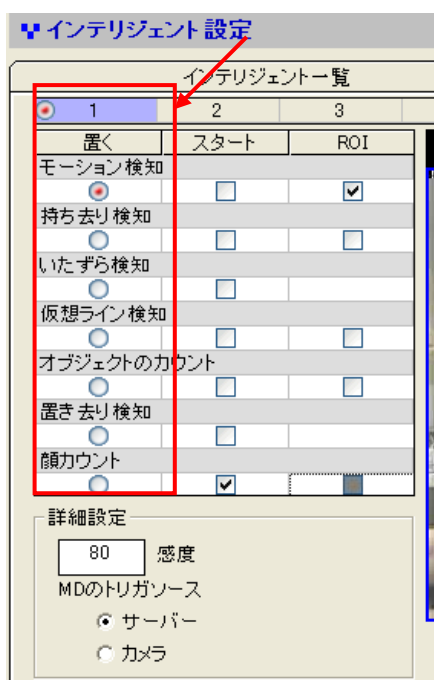 インテリジェント 設定
インテリジェント一覧
1 2 3
置く スタート ROI
モーション検知
持ち去り検知
いたずら検知
仮想ライン検知
オブジェクトのカウント
置き去り検知
顔カウント
詳細設定
80 感度
MDのトリガソース
サーバー
カメラ